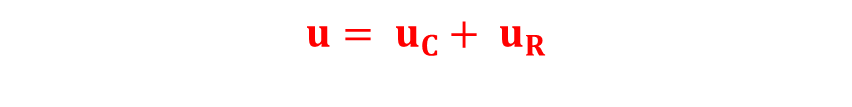 u = u_C + u_R